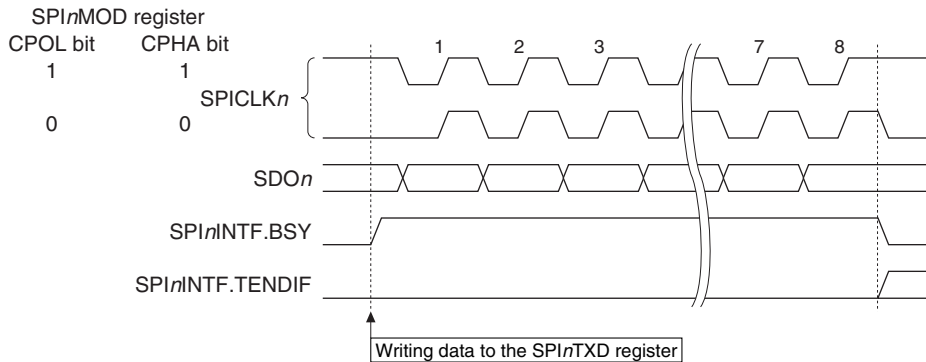 SPInMOD register
CPOL bit CPHA bit
1 1
0 0
SPICLKn
1 2 3 7 8
SDOn
SPInINTF.BSY
SPInINTF.TENDIF
Writing data to the SPInTXD register